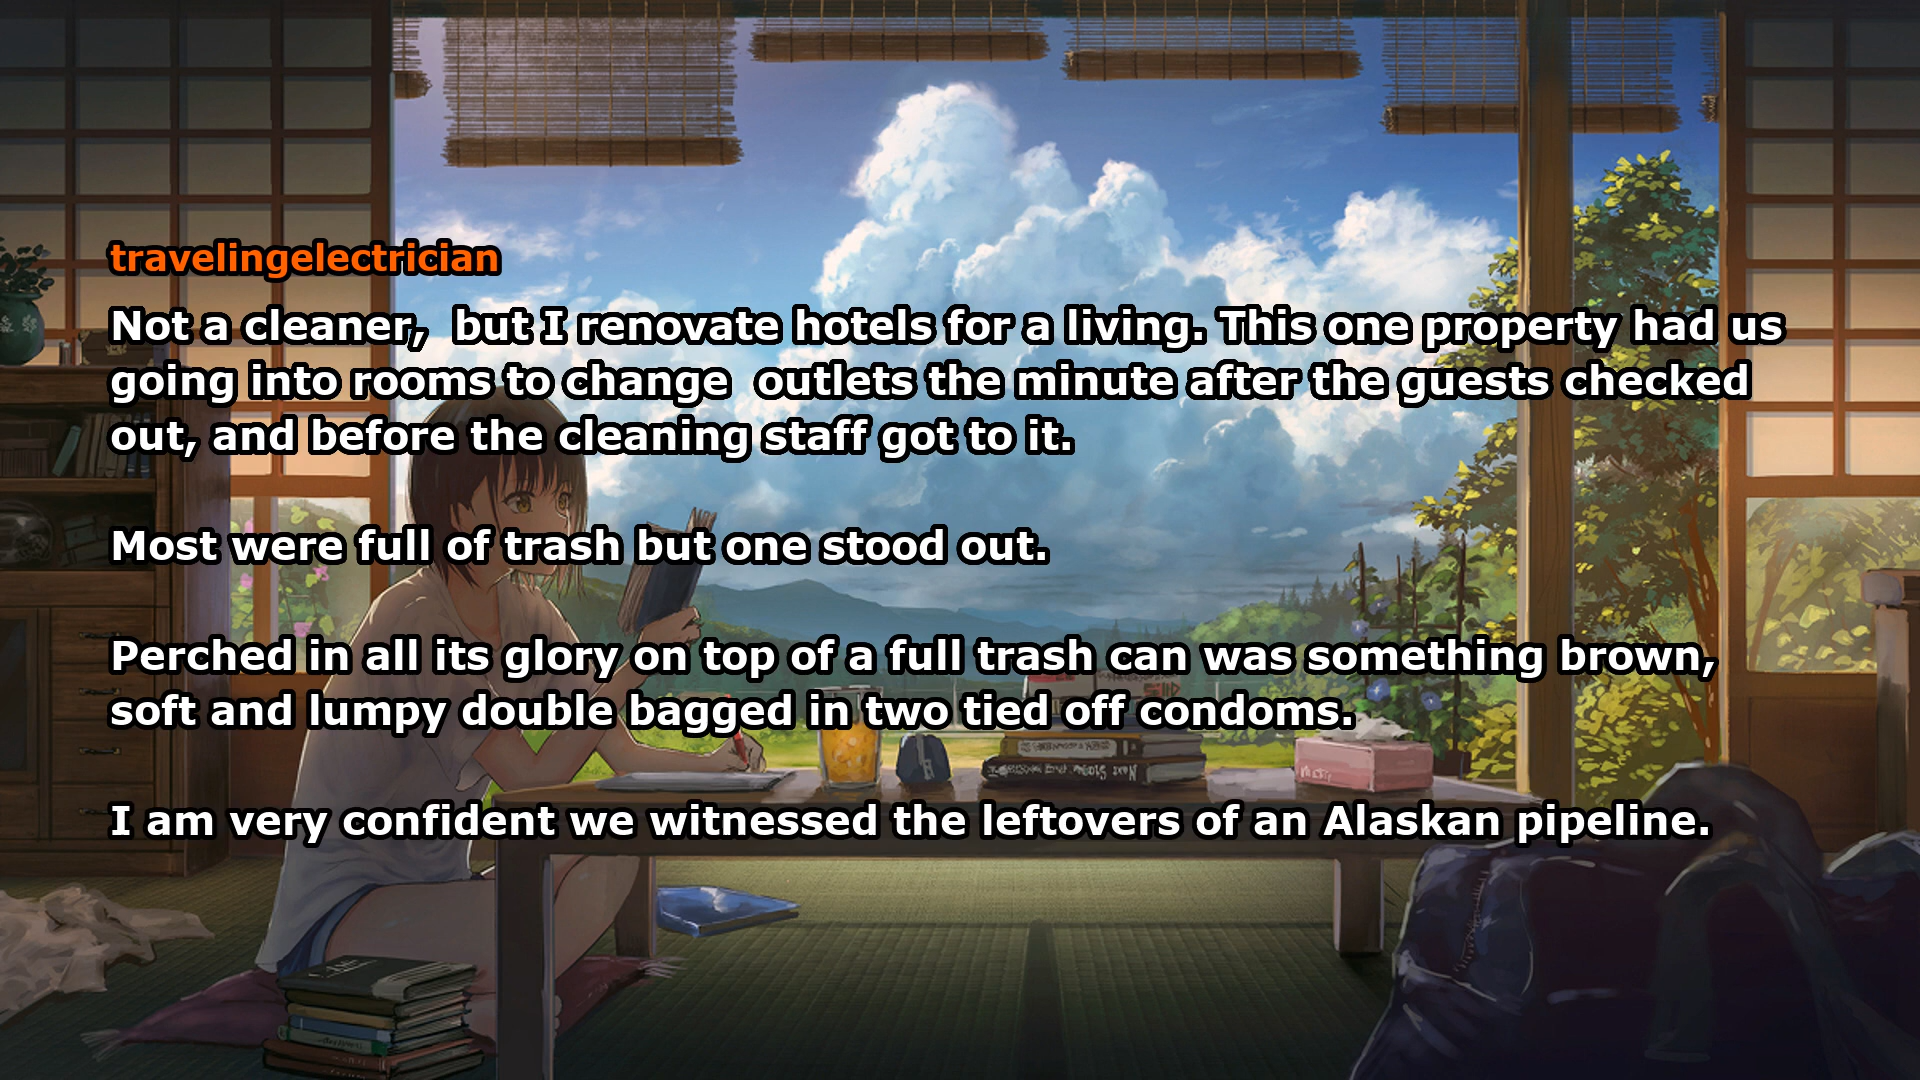 travelingelectrician
Not a cleaner,  but I renovate hotels for a living. This one property had us
going into rooms to change  outlets the minute after the guests checked
out, and before the cleaning staff got to it.
Most were full of trash but one stood out.
Perched in all its glory on top of a full trash can was something brown,
soft and lumpy double bagged in two tied off condoms.
I am very confident we witnessed the leftovers of an Alaskan pipeline.